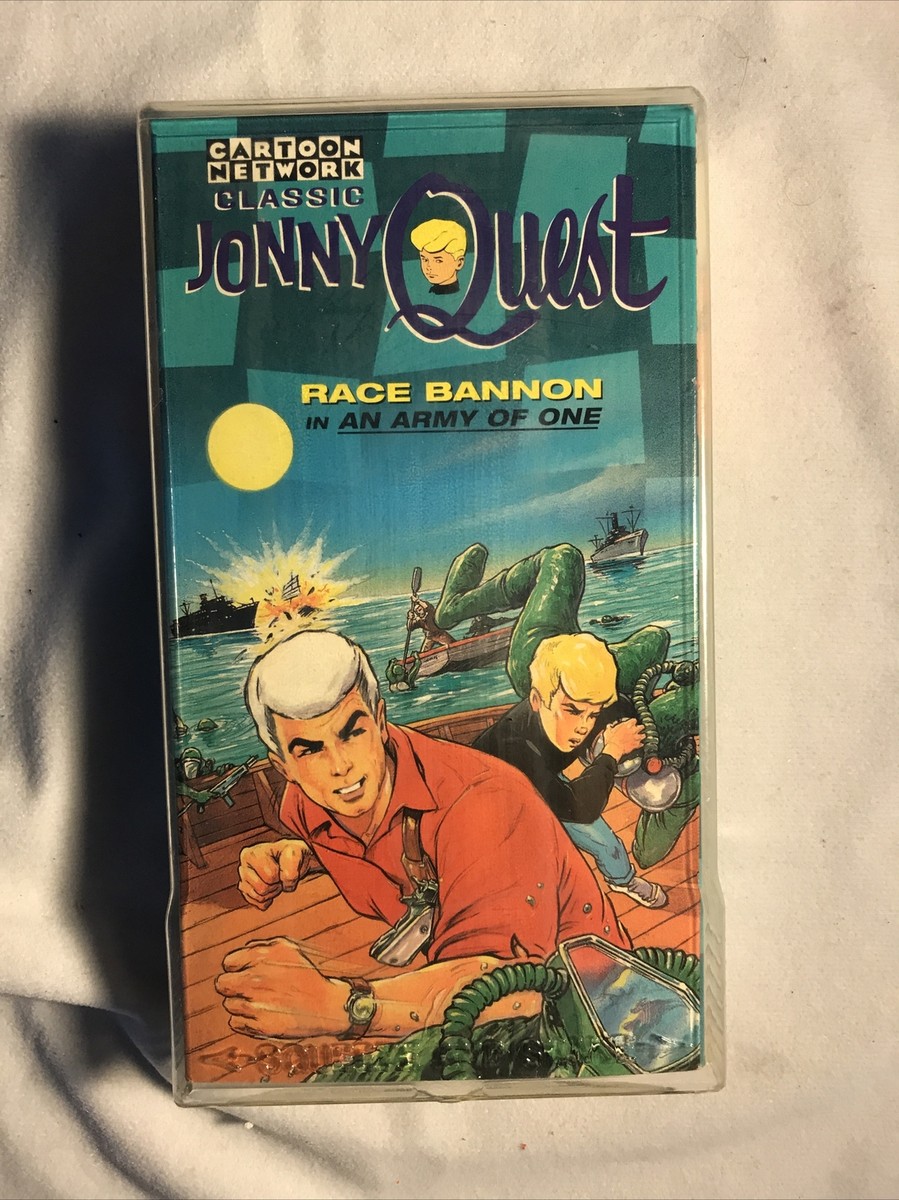 CARTOON
NETWORK
CLASSIC
JONNY Quest
RACE BANNON
IN AN ARMY OF ONE